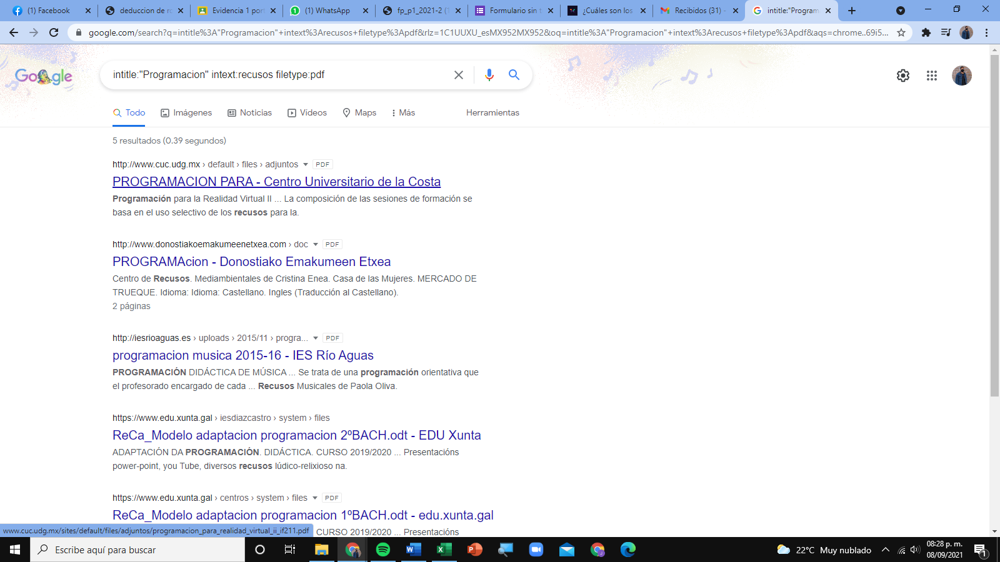 (1) Facebook
deduccion de ro
Evidencia 1 port
(1) WhatsApp
fp_p1_2021-2 (1
Formulario sin t
¿Cuáles son los
Recibidos (31) -
intitle:"Program
google.com/search?q=intitle%3A"Programacion"+intext%3Arecusos+filetype%3Apdf&rlz=1C1UUXU_esMX952MX952&oq=intitle%3A"Programacion"+intext%3Arecusos+filetype%3Apdf&aqs=chrome..69i5...
Google
intitle:"Programacion" intext:recusos filetype:pdf
Todo
Imágenes
Noticias
Vídeos
Maps
Más
Herramientas
5 resultados (0.39 segundos)
http://www.cuc.udg.mx › default › files › adjuntos PDF
PROGRAMACION PARA - Centro Universitario de la Costa
Programación para la Realidad Virtual II ... La composición de las sesiones de formación se
basa en el uso selectivo de los recusos para la.
http://www.donostiakoemakumeenetxea.com › doc PDF
PROGRAMAcion - Donostiako Emakumeen Etxea
Centro de Recusos. Mediambientales de Cristina Enea. Casa de las Mujeres. MERCADO DE
TRUEQUE. Idioma: Idioma: Castellano. Ingles (Traducción al Castellano).
2 páginas
http://iesrioaguas.es › uploads › 2015/11 › progra... PDF
programacion musica 2015-16 - IES Río Aguas
PROGRAMACIÓN DIDÁCTICA DE MÚSICA ... Se trata de una programación orientativa que
el profesorado encargado de cada ... Recusos Musicales de Paola Oliva.
https://www.edu.xunta.gal › iesdiazcastro › system › files
ReCa_Modelo adaptacion programacion 2ºBACH.odt - EDU Xunta
ADAPTACIÓN DA PROGRAMACIÓN. DIDÁCTICA. CURSO 2019/2020 ... Presentacións
power-point, you Tube, diversos recusos lúdico-relixioso na.
https://www.edu.xunta.gal › centros › system › files PDF
ReCa_Modelo adaptacion programacion 1ºBACH.odt - edu.xunta.gal
CURSO 2019/2020 ... Presentacións
www.cuc.udg.mx/sites/default/files/adjuntos/programacion_para_realidad_virtual_ii_if211.pdf
Escribe aquí para buscar
22°C Muy nublado
08:28 p. m.
08/09/2021
1